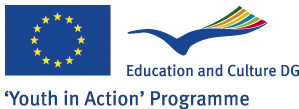 Education and Culture DG
‘Youth in Action’ Programme